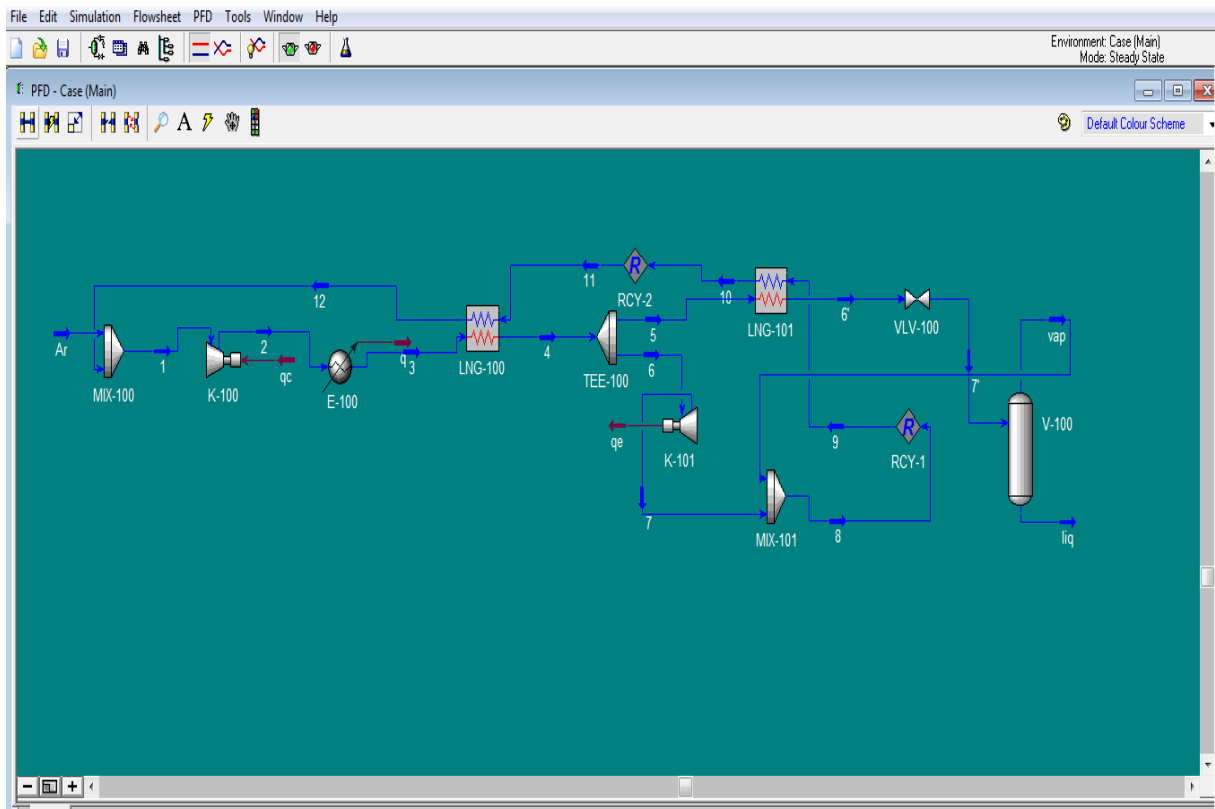 File Edit Simulation Flowsheet PFD Tools Window Help
Environment: Case (Main)
Mode: Steady State
PFD - Case (Main)
A
Default Colour Scheme
R
11
RCY-2
10
LNG-101
6'
VLV-100
12
vap
Ar
MIX-100
1
K-100
2
qc
E-100
q
3
LNG-100
4
TEE-100
5
6
7'
V-100
qe
K-101
9
R
RCY-1
7
MIX-101
8
liq